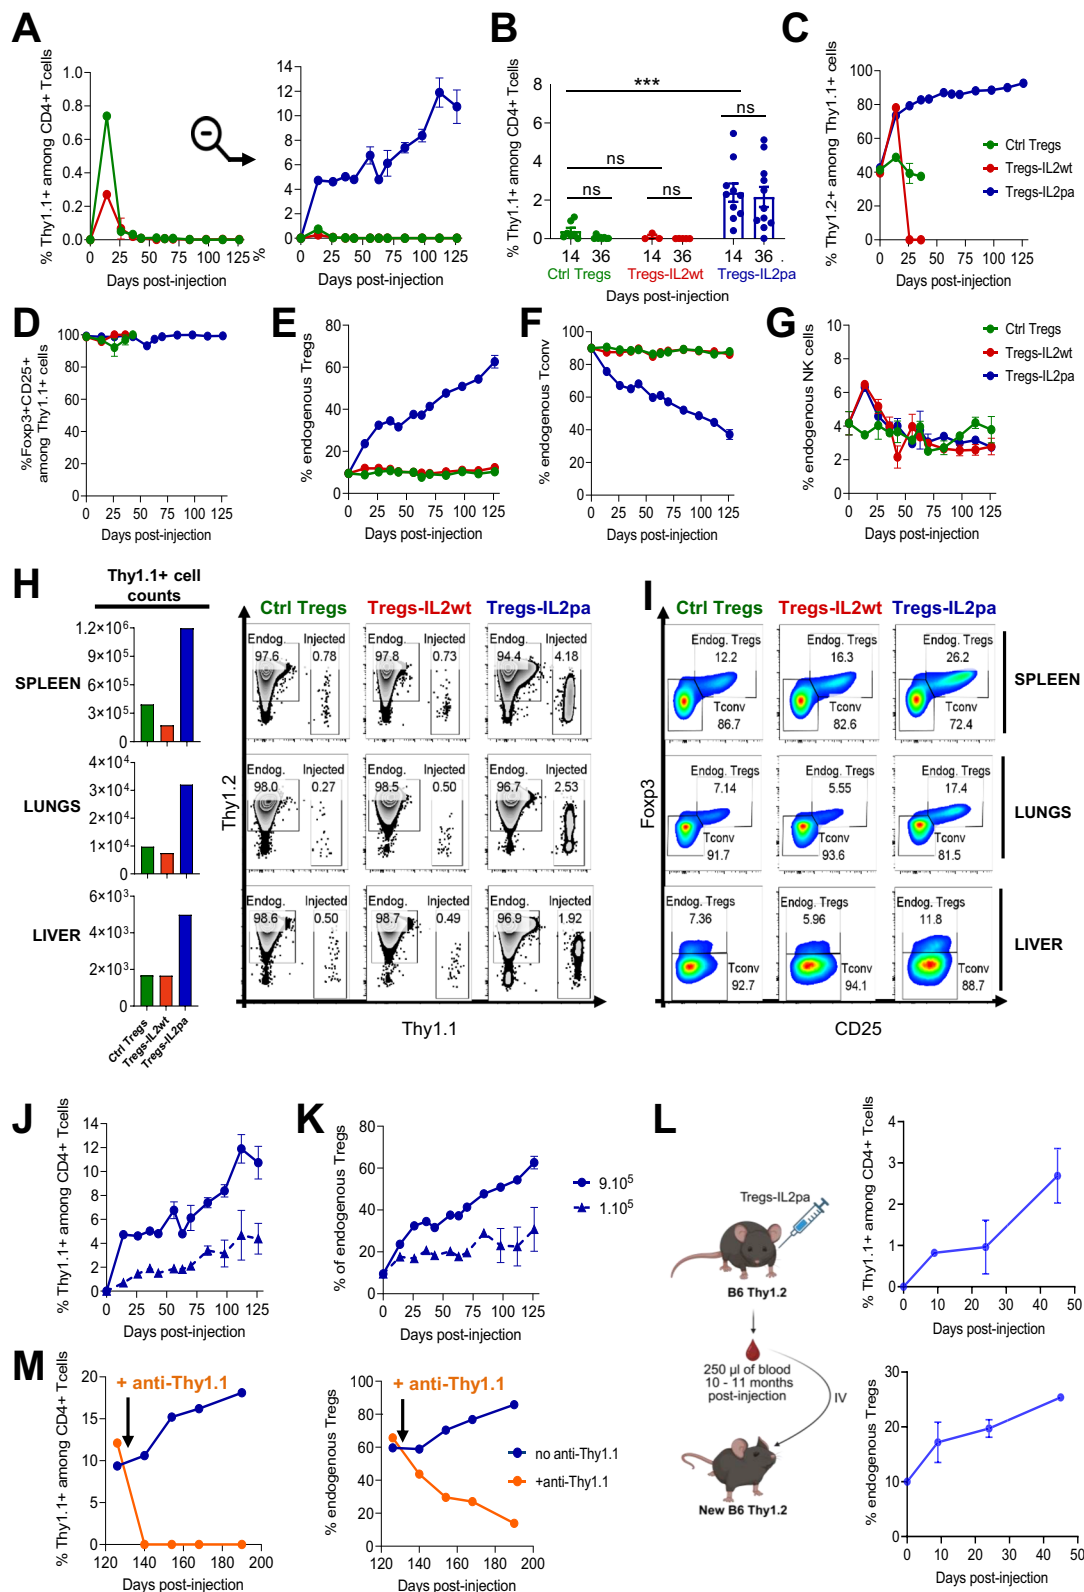 A
% Thy1.1+ among CD4+ Tcells
1.0
0.8
0.6
0.4
0.2
0.0
0 25 50 75 100 125
Days post-injection
%
14
12
10
8
6
4
2
0
0 25 50 75 100 125
Days post-injection
B
% Thy1.1+ among CD4+ Tcells
8
6
4
2
0
***
ns
ns
ns
ns
14 36 14 36 14 36 .
Ctrl Tregs Tregs-IL2wt Tregs-IL2pa
Days post-injection
C
% Thy1.2+ among Thy1.1+ cells
100
80
60
40
20
0
0 25 50 75 100 125
Days post-injection
Ctrl Tregs
Tregs-IL2wt
Tregs-IL2pa
D
%Foxp3+CD25+
among Thy1.1+ cells
100
80
60
40
20
0
0 25 50 75 100 125
Days post-injection
E
% endogenous Tregs
80
60
40
20
0
0 25 50 75 100 125
Days post-injection
F
% endogenous Tconv
100
80
60
40
20
0
0 25 50 75 100 125
Days post-injection
G
% endogenous NK cells
10
8
6
4
2
0
0 25 50 75 100 125
Days post-injection
Ctrl Tregs
Tregs-IL2wt
Tregs-IL2pa
H
Thy1.1+ cell
counts
SPLEEN
1.2×10⁶
9×10⁵
6×10⁵
3×10⁵
0
LUNGS
4×10⁴
3×10⁴
2×10⁴
1×10⁴
0
LIVER
6×10³
4×10³
2×10³
0
Ctrl Tregs
Tregs-IL2wt
Tregs-IL2pa
Ctrl Tregs Tregs-IL2wt Tregs-IL2pa
Endog. Injected Endog. Injected Endog. Injected
97.6 0.78 97.8 0.73 94.4 4.18
Endog. Injected Endog. Injected Endog. Injected
98.0 0.27 98.5 0.50 96.7 2.53
Endog. Injected Endog. Injected Endog. Injected
98.6 0.50 98.7 0.49 96.9 1.92
Thy1.2
Thy1.1
I
Ctrl Tregs Tregs-IL2wt Tregs-IL2pa
Endog. Tregs Endog. Tregs Endog. Tregs
12.2 16.3 26.2
Tconv Tconv Tconv
86.7 82.6 72.4
SPLEEN
Endog. Tregs Endog. Tregs Endog. Tregs
7.14 5.55 17.4
Tconv Tconv Tconv
91.7 93.6 81.5
LUNGS
Endog. Tregs Endog. Tregs Endog. Tregs
7.36 5.96 11.8
Tconv Tconv Tconv
92.7 94.1 88.7
LIVER
Foxp3
CD25
J
% Thy1.1+ among CD4+ Tcells
14
12
10
8
6
4
2
0
0 25 50 75 100 125
Days post-injection
K
% of endogenous Tregs
80
60
40
20
0
0 25 50 75 100 125
Days post-injection
9.10⁵
1.10⁵
L
Tregs-IL2pa
B6 Thy1.2
250 µl of blood
10 - 11 months
post-injection
IV
New B6 Thy1.2
% Thy1.1+ among CD4+ Tcells
4
3
2
1
0
0 10 20 30 40 50
Days post-injection
% endogenous Tregs
30
20
10
0
0 10 20 30 40 50
Days post-injection
M
% Thy1.1+ among CD4+ Tcells
20
15
10
5
0
+ anti-Thy1.1
120 140 160 180 200
Days post-injection
% endogenous Tregs
100
80
60
40
20
0
+ anti-Thy1.1
120 140 160 180 200
Days post-injection
no anti-Thy1.1
+anti-Thy1.1